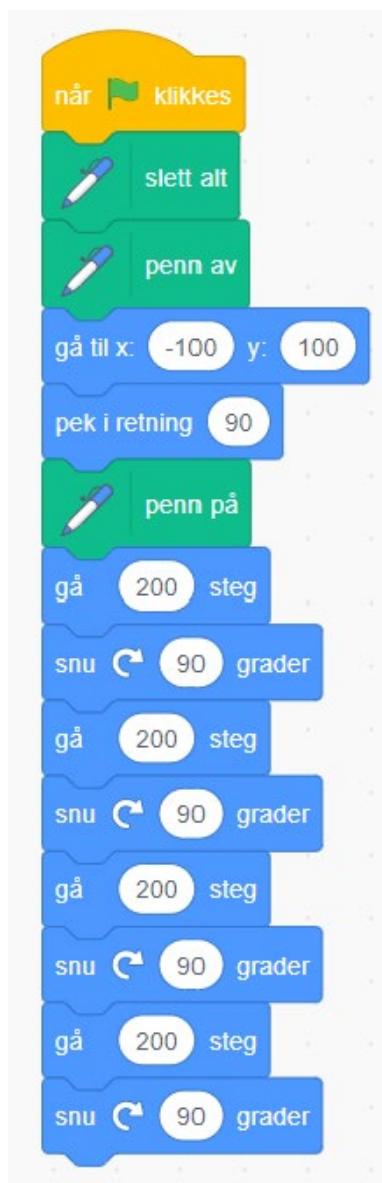 når klikkes
slett alt
penn av
gå til x: -100 y: 100
pek i retning 90
penn på
gå 200 steg
snu 90 grader
gå 200 steg
snu 90 grader
gå 200 steg
snu 90 grader
gå 200 steg
snu 90 grader